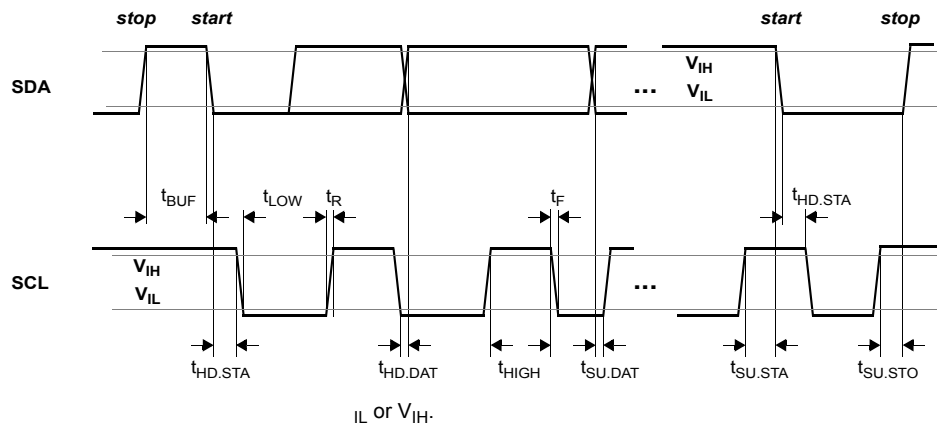 stop start start stop
SDA
VIH
VIL
...
tBUF tLOW tR tF tHD.STA
SCL
VIH
VIL
...
tHD.STA tHD.DAT tHIGH tSU.DAT tSU.STA tSU.STO
IL or VIH.